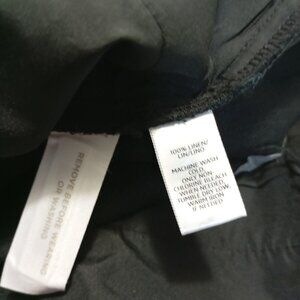 100% LINEN/
LIN/LINO
MACHINE WASH
COLD
ONLY NON
CHLORINE BLEACH
WHEN NEEDED
TUMBLE DRY LOW
WARM IRON
IF NEEDED
REMOVE BEFORE WEARING
OR WASHING